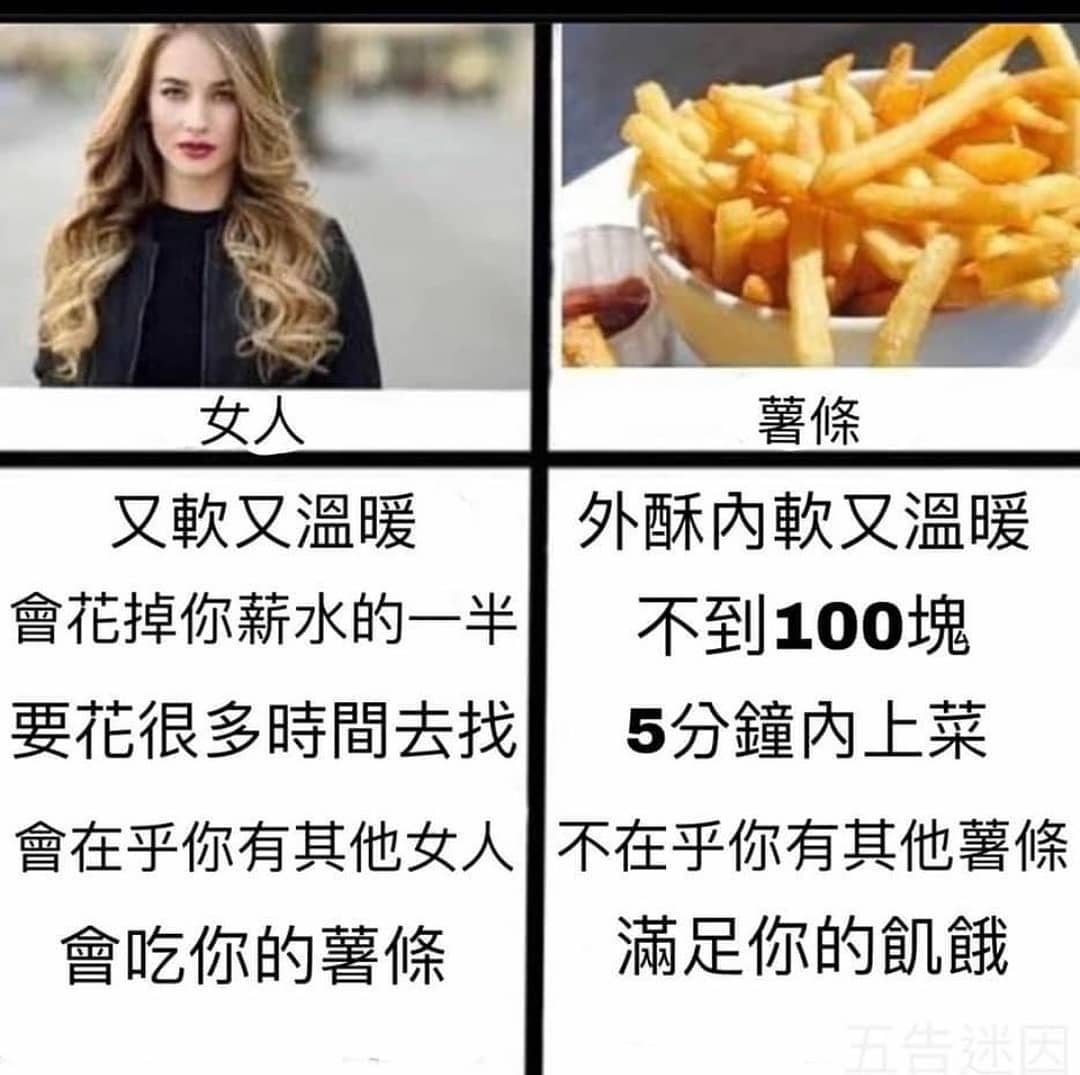 女人
又軟又溫暖
會花掉你薪水的一半
要花很多時間去找
會在乎你有其他女人
會吃你的薯條
薯條
外酥內軟又溫暖
不到100塊
5分鐘內上菜
不在乎你有其他薯條
滿足你的飢餓
五告迷因